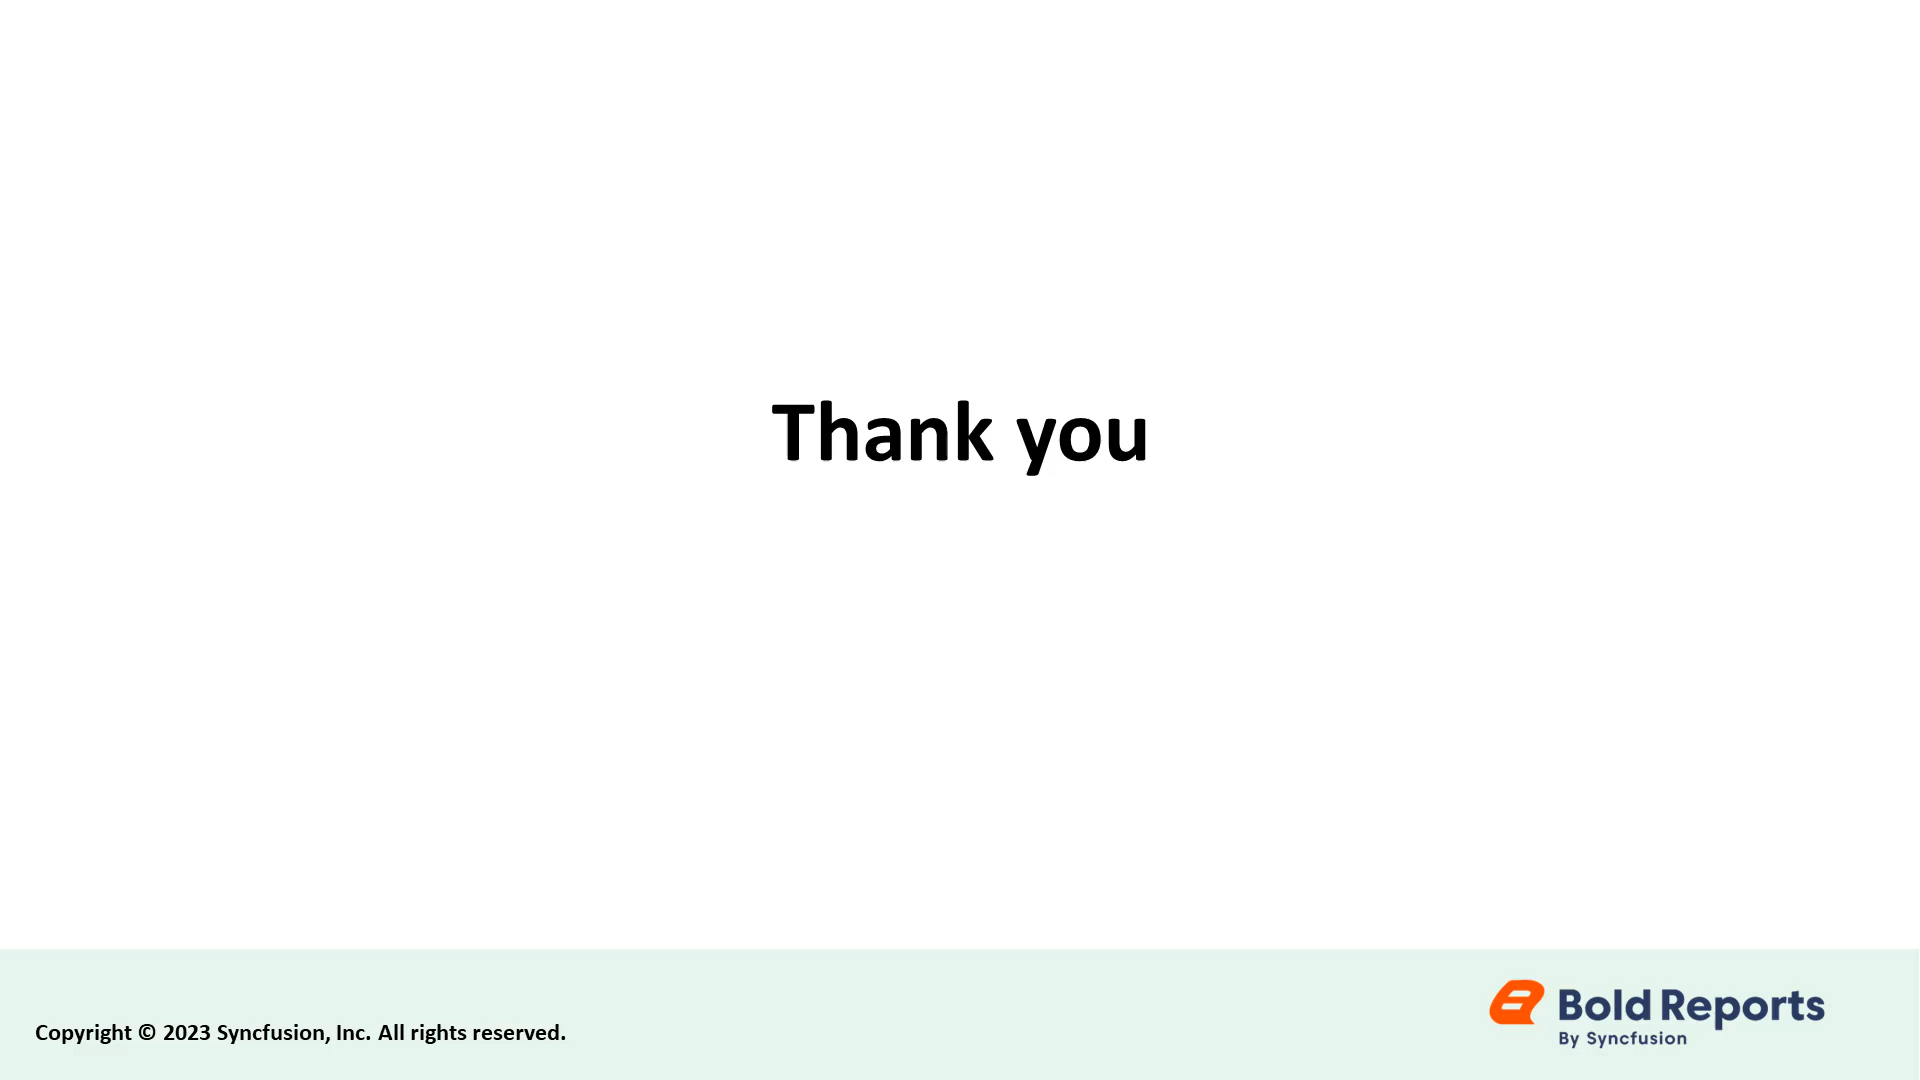 Thank you
Copyright © 2023 Syncfusion, Inc. All rights reserved.
Bold Reports
By Syncfusion